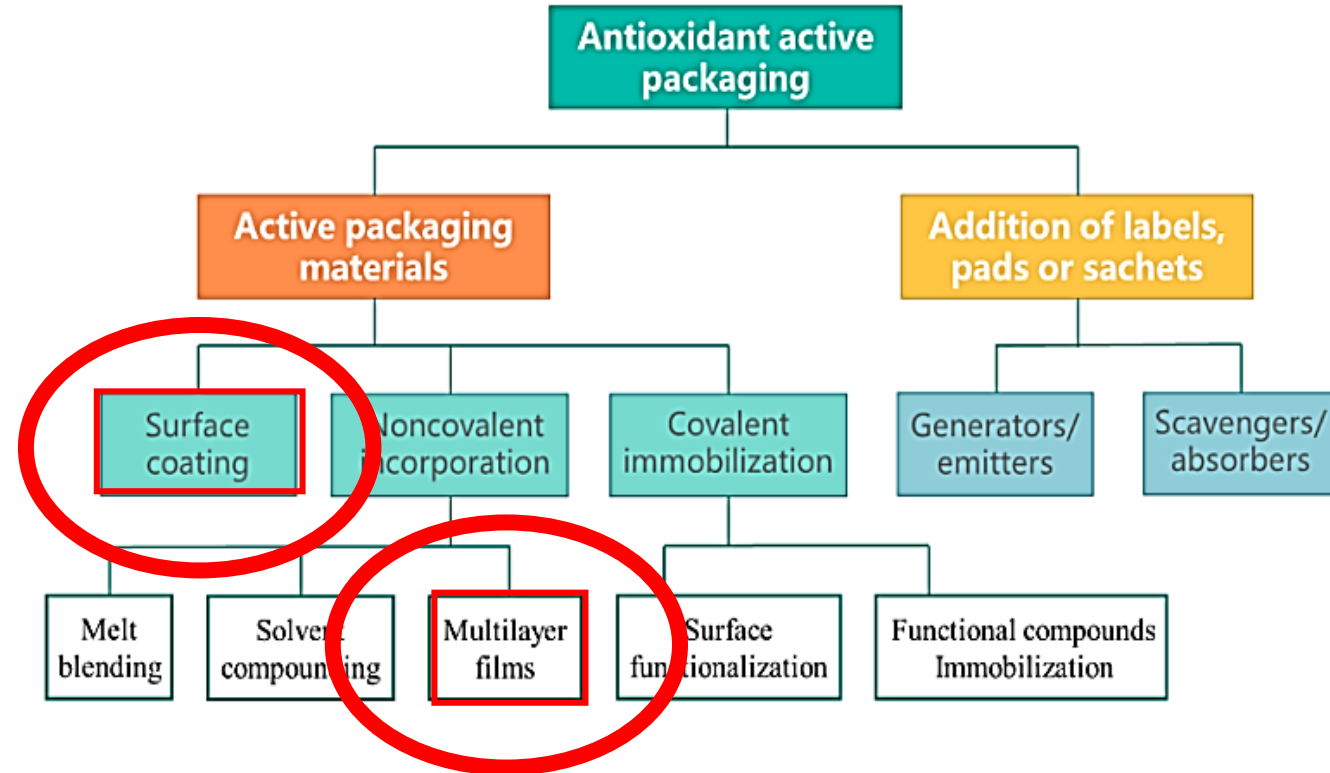 Antioxidant active
packaging
Active packaging
materials
Addition of labels,
pads or sachets
Surface
coating
Noncovalent
incorporation
Covalent
immobilization
Generators/
emitters
Scavengers/
absorbers
Melt
blending
Solvent
compounding
Multilayer
films
Surface
functionalization
Functional compounds
Immobilization